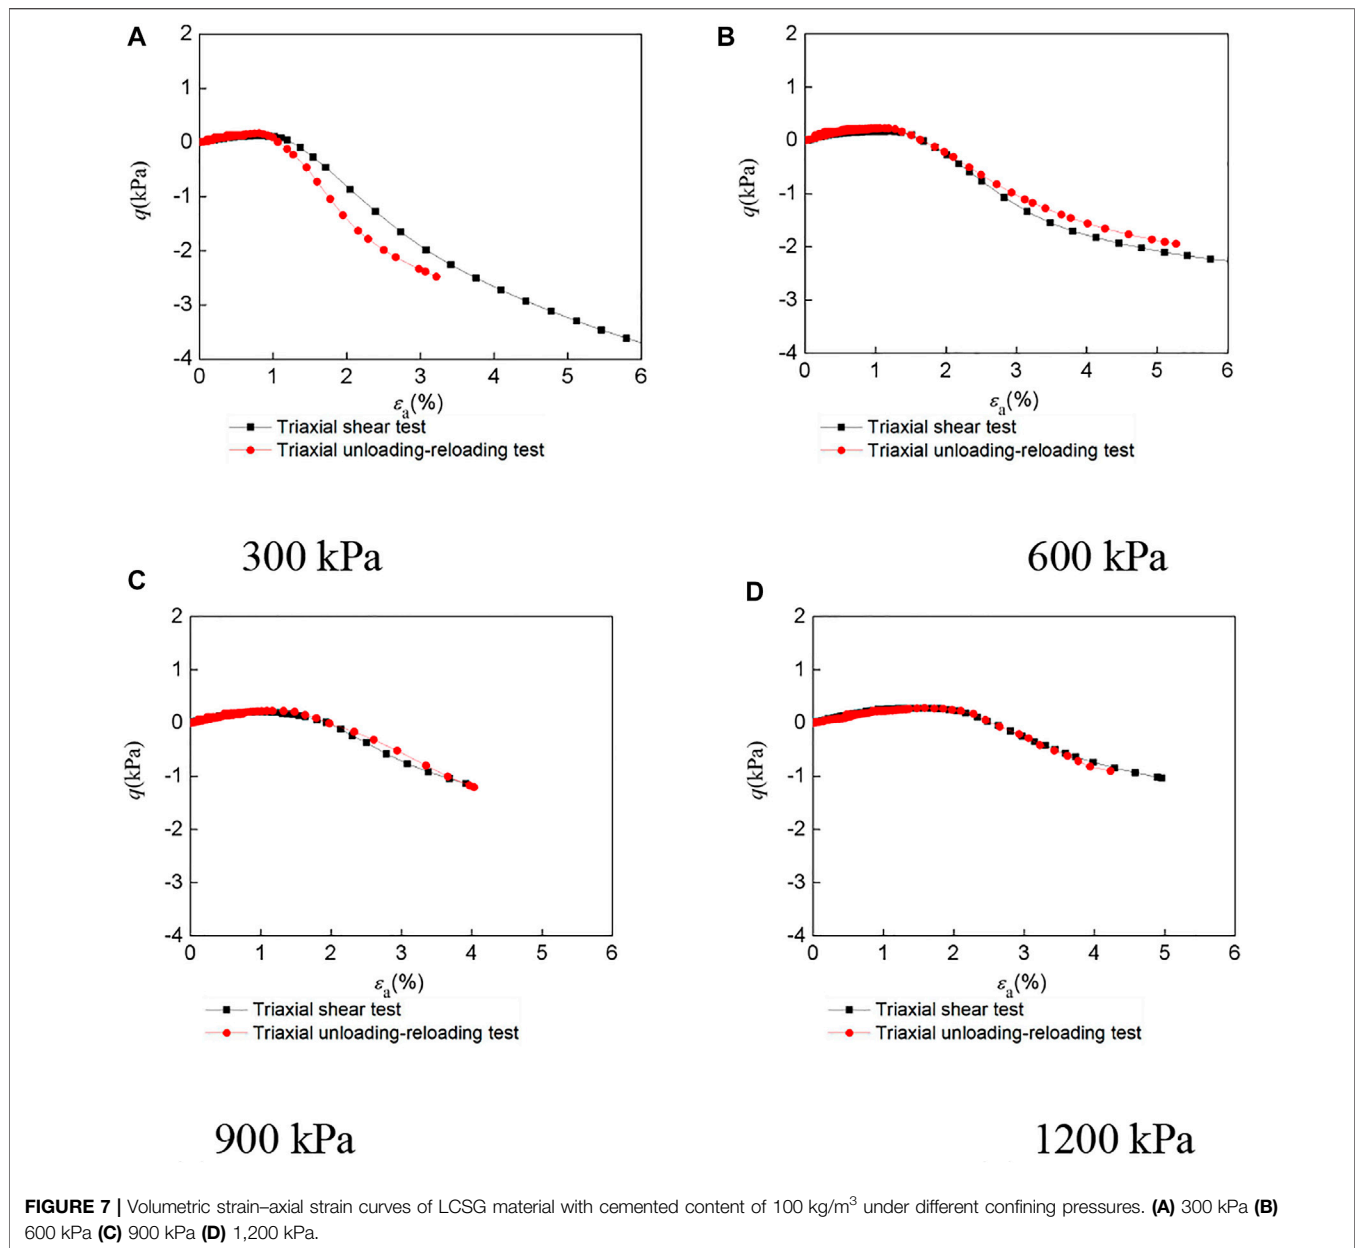 A
2
1
0
-1
-2
-3
-4
q(kPa)
0 1 2 3 4 5 6
εa(%)
Triaxial shear test
Triaxial unloading-reloading test
300 kPa
B
2
1
0
-1
-2
-3
-4
q(kPa)
0 1 2 3 4 5 6
εa(%)
Triaxial shear test
Triaxial unloading-reloading test
600 kPa
C
2
1
0
-1
-2
-3
-4
q(kPa)
0 1 2 3 4 5 6
εa(%)
Triaxial shear test
Triaxial unloading-reloading test
900 kPa
D
2
1
0
-1
-2
-3
-4
q(kPa)
0 1 2 3 4 5 6
εa(%)
Triaxial shear test
Triaxial unloading-reloading test
1200 kPa
FIGURE 7 | Volumetric strain–axial strain curves of LCSG material with cemented content of 100 kg/m³ under different confining pressures. (A) 300 kPa (B)
600 kPa (C) 900 kPa (D) 1,200 kPa.